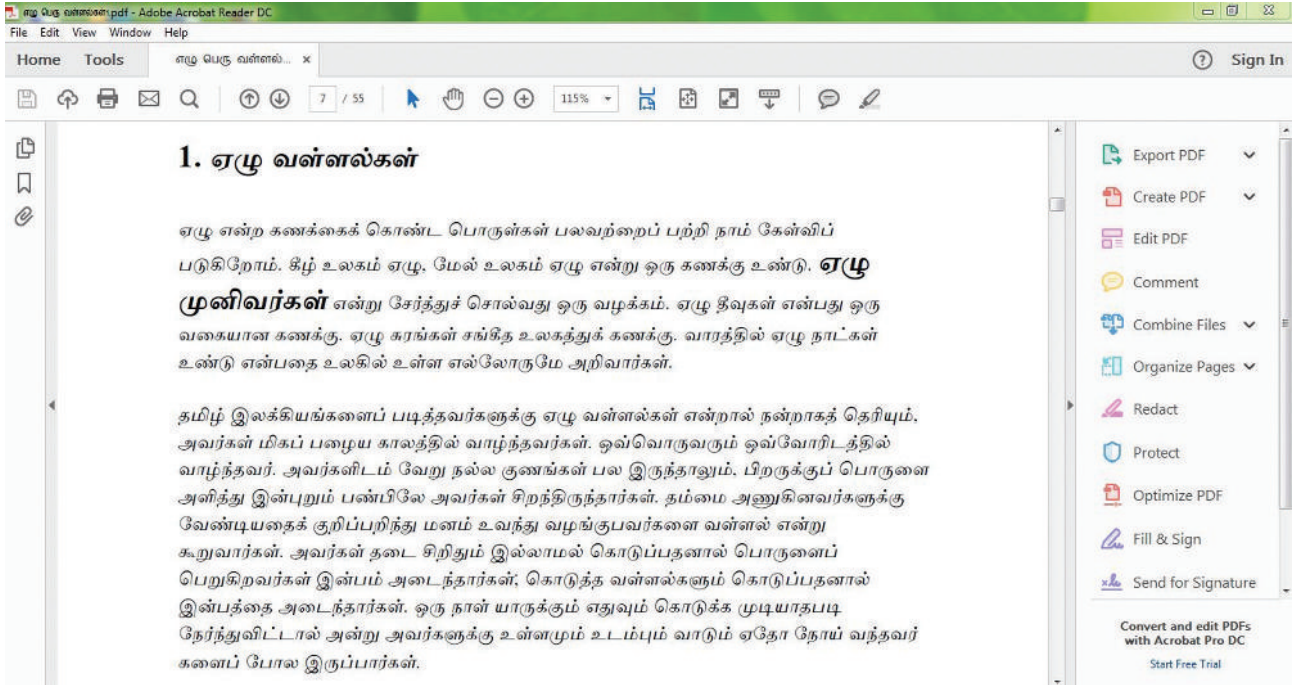 ஏழு பெரு வள்ளல்கள்.pdf - Adobe Acrobat Reader DC
File Edit View Window Help
Home Tools எழு பெரு வள்ளல்... x ? Sign In
7 / 55 115%
1. ஏழு வள்ளல்கள்
ஏழு என்ற கணக்கைக் கொண்ட பொருள்கள் பலவற்றைப் பற்றி நாம் கேள்விப்
படுகிறோம். கீழ் உலகம் ஏழு, மேல் உலகம் ஏழு என்று ஒரு கணக்கு உண்டு. ஏழு
முனிவர்கள் என்று சேர்த்துச் சொல்வது ஒரு வழக்கம். ஏழு தீவுகள் என்பது ஒரு
வகையான கணக்கு. ஏழு சுரங்கள் சங்கீத உலகத்துக் கணக்கு. வாரத்தில் ஏழு நாட்கள்
உண்டு என்பதை உலகில் உள்ள எல்லோருமே அறிவார்கள்.
தமிழ் இலக்கியங்களைப் படித்தவர்களுக்கு ஏழு வள்ளல்கள் என்றால் நன்றாகத் தெரியும்,
அவர்கள் மிகப் பழைய காலத்தில் வாழ்ந்தவர்கள். ஒவ்வொருவரும் ஒவ்வோரிடத்தில்
வாழ்ந்தவர். அவர்களிடம் வேறு நல்ல குணங்கள் பல இருந்தாலும், பிறருக்குப் பொருளை
அளித்து இன்புறும் பண்பிலே அவர்கள் சிறந்திருந்தார்கள். தம்மை அணுகினவர்களுக்கு
வேண்டியதைக் குறிப்பறிந்து மனம் உவந்து வழங்குபவர்களை வள்ளல் என்று
கூறுவார்கள். அவர்கள் தடை சிறிதும் இல்லாமல் கொடுப்பதனால் பொருளைப்
பெறுகிறவர்கள் இன்பம் அடைந்தார்கள்; கொடுத்த வள்ளல்களும் கொடுப்பதனால்
இன்பத்தை அடைந்தார்கள். ஒரு நாள் யாருக்கும் எதுவும் கொடுக்க முடியாதபடி
நேர்ந்துவிட்டால் அன்று அவர்களுக்கு உள்ளமும் உடம்பும் வாடும் ஏதோ நோய் வந்தவர்
களைப் போல இருப்பார்கள்.
Export PDF
Create PDF
Edit PDF
Comment
Combine Files
Organize Pages
Redact
Protect
Optimize PDF
Fill & Sign
Send for Signature
Convert and edit PDFs
with Acrobat Pro DC
Start Free Trial